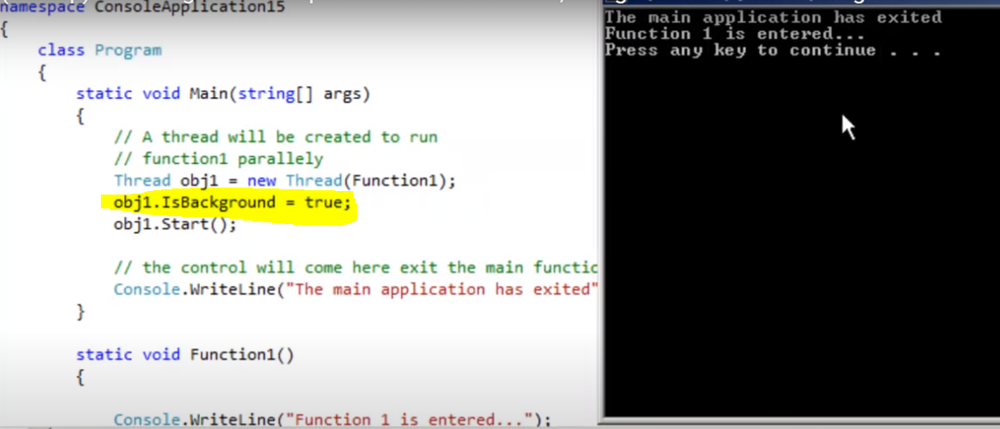 namespace ConsoleApplication15
{
class Program
{
static void Main(string[] args)
{
// A thread will be created to run
// function1 parallely
Thread obj1 = new Thread(Function1);
obj1.IsBackground = true;
obj1.Start();
// the control will come here exit the main functio
Console.WriteLine("The main application has exited"
}
static void Function1()
{
Console.WriteLine("Function 1 is entered...");
The main application has exited
Function 1 is entered...
Press any key to continue . . .